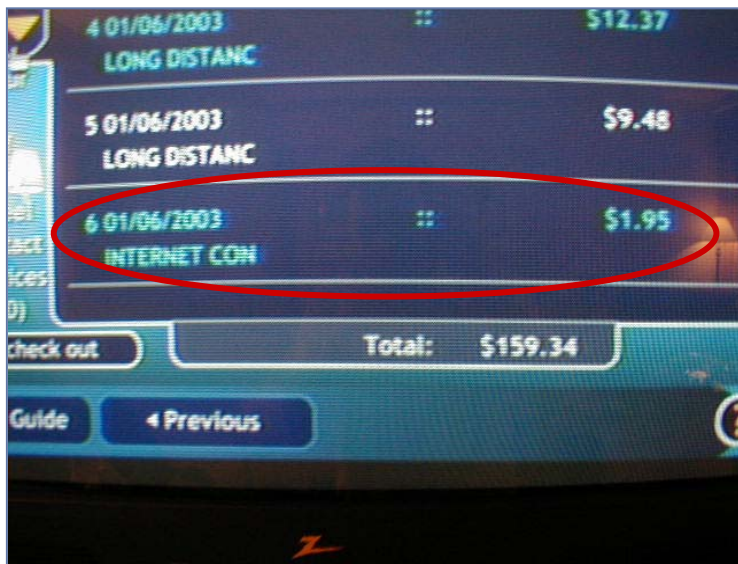 4 01/06/2003 :: $12.37
LONG DISTANC
5 01/06/2003 :: $9.48
LONG DISTANC
6 01/06/2003 :: $1.95
INTERNET CON
Total: $159.34
check out
Guide
Previous